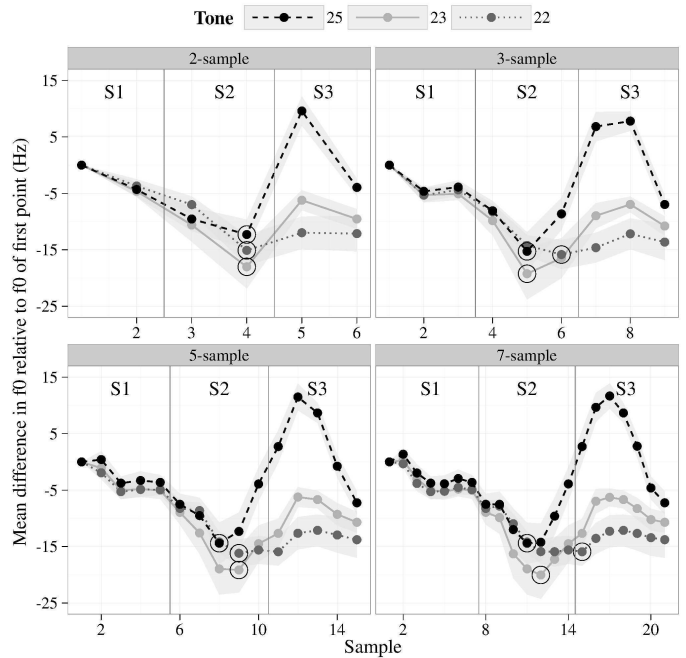 Tone 25 23 22
2-sample 3-sample
S1 S2 S3 S1 S2 S3
15
5
-5
-15
-25
2 3 4 5 6 2 4 6 8
5-sample 7-sample
S1 S2 S3 S1 S2 S3
15
5
-5
-15
-25
2 6 10 14 2 8 14 20
Sample
Mean difference in f0 relative to f0 of first point (Hz)